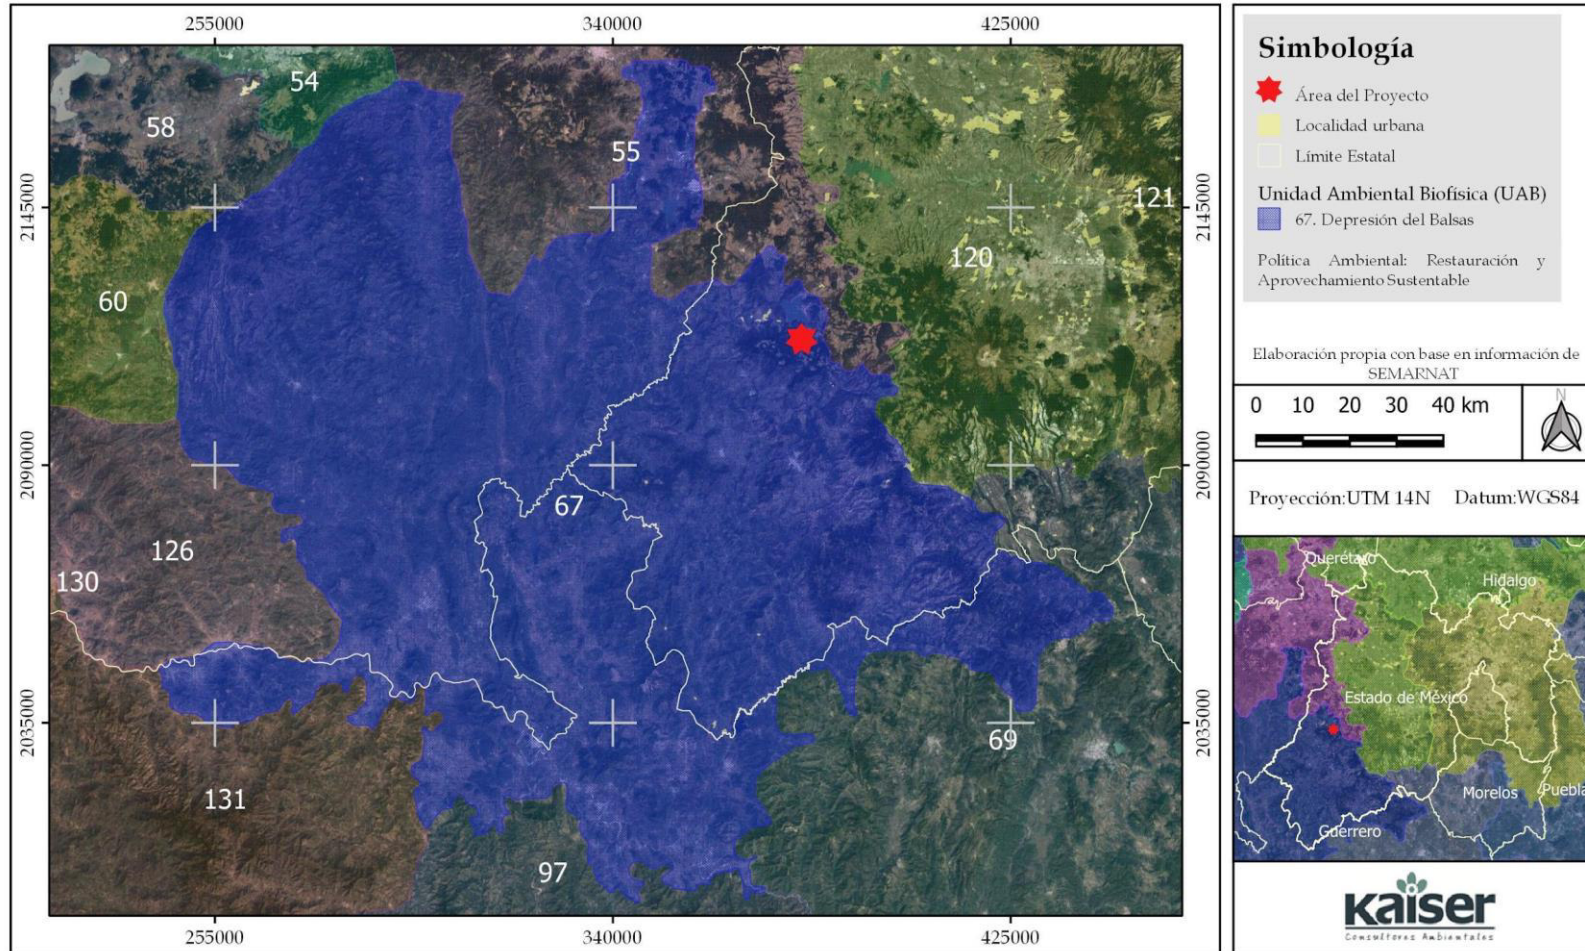 255000
340000
425000
54
58
55
2145000
2145000
121
120
60
2090000
2090000
67
126
130
2035000
2035000
69
131
97
255000
340000
425000
Simbología
Área del Proyecto
Localidad urbana
Límite Estatal
Unidad Ambiental Biofísica (UAB)
67. Depresión del Balsas
Política Ambiental: Restauración y
Aprovechamiento Sustentable
Elaboración propia con base en información de
SEMARNAT
0 10 20 30 40 km
N
Proyección:UTM 14N Datum:WGS84
Querétaro
Hidalgo
Estado de México
Morelos
Puebla
Guerrero
Kaiser
Consultores Ambientales